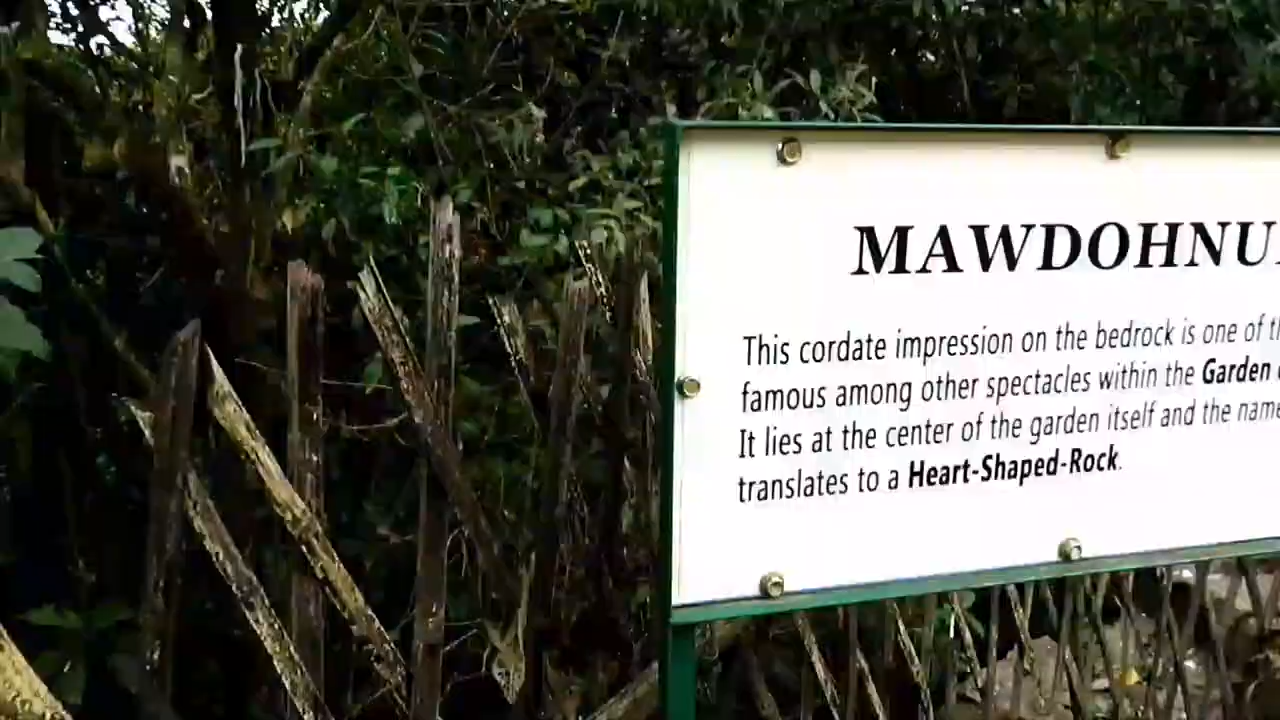 MAWDOHNU
This cordate impression on the bedrock is one of
famous among other spectacles within the Garden
It lies at the center of the garden itself and the name
translates to a Heart-Shaped-Rock.